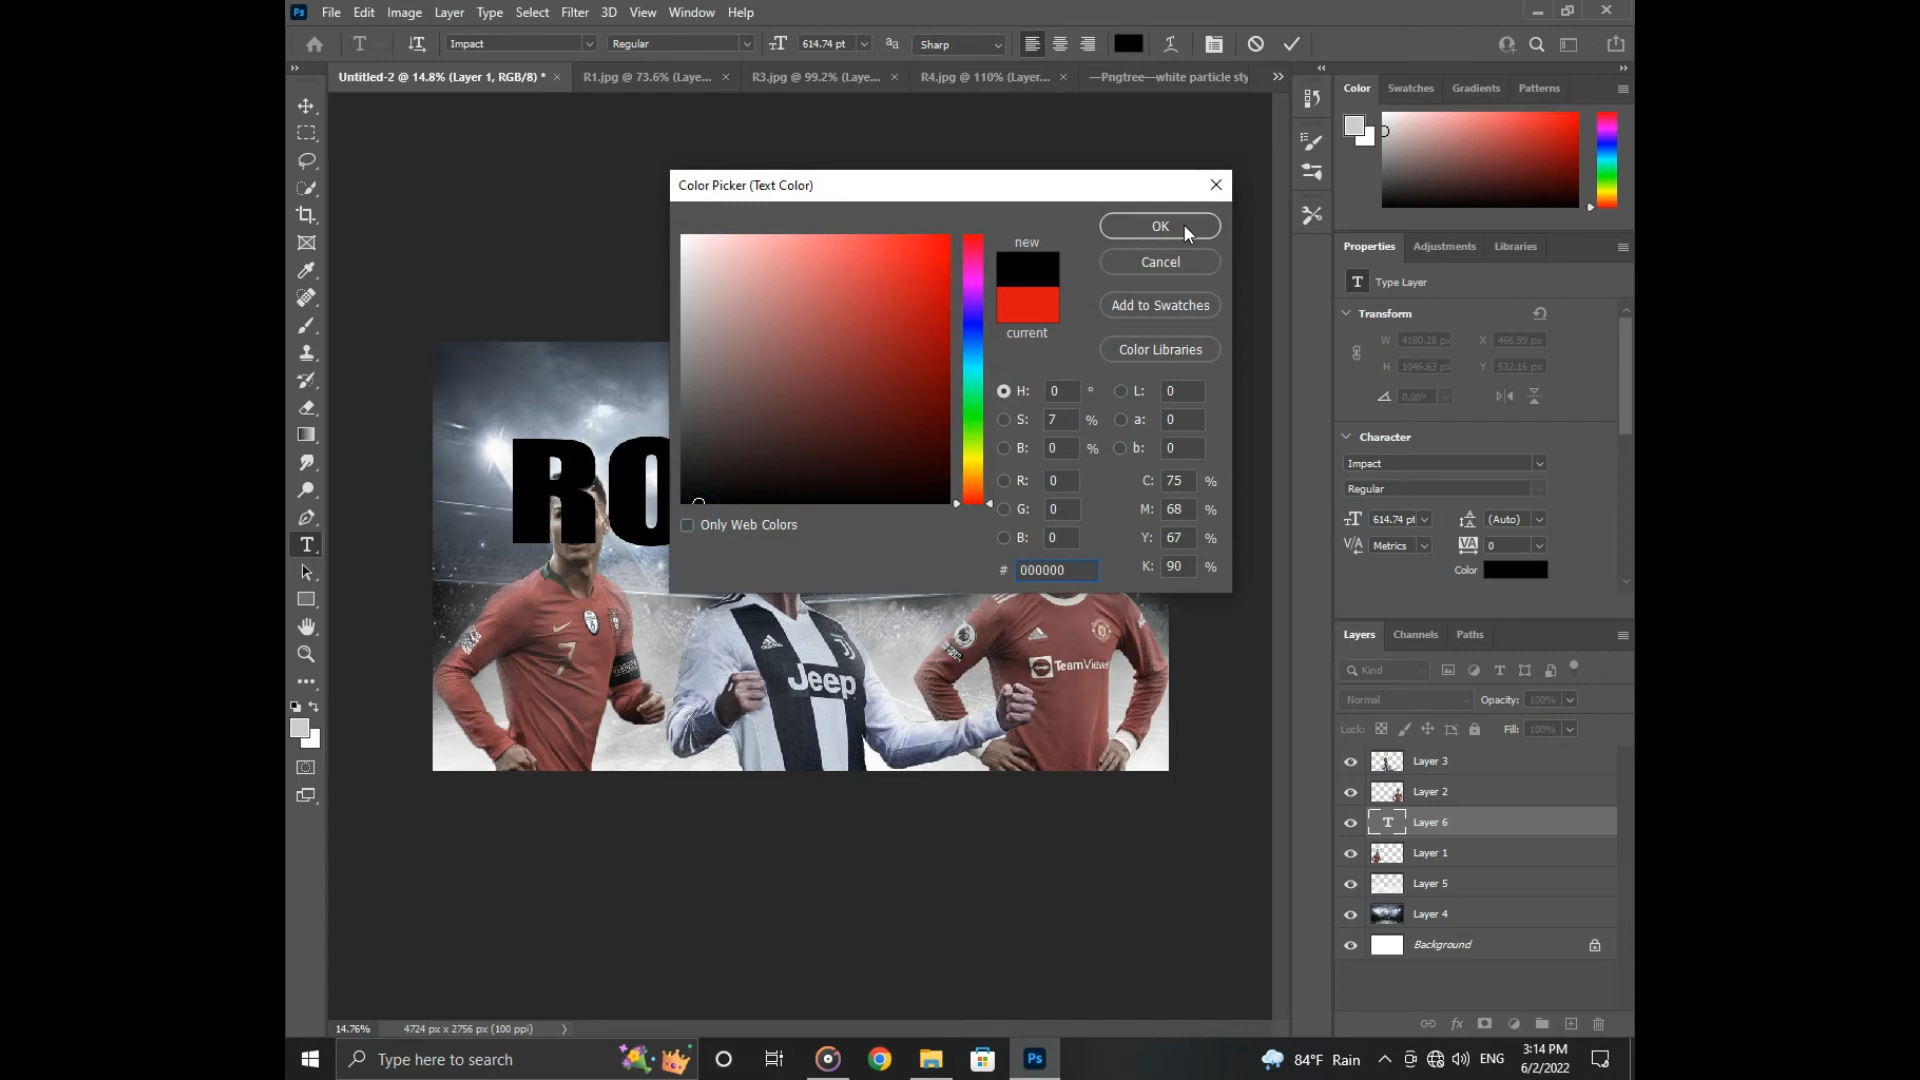 Ps File Edit Image Layer Type Select Filter 3D View Window Help
T Impact Regular 614.74 pt aa Sharp
Untitled-2 @ 14.8% (Layer 1, RGB/8) * × R1.jpg @ 73.6% (Laye... × R3.jpg @ 99.2% (Laye... × R4.jpg @ 110% (Layer... × —Pngtree—white particle sty
Color Swatches Gradients Patterns
Color Picker (Text Color)
new
current
OK
Cancel
Add to Swatches
Color Libraries
H: 0 ° L: 0
S: 7 % a: 0
B: 0 % b: 0
R: 0 C: 75 %
G: 0 M: 68 %
B: 0 Y: 67 %
# 000000 K: 90 %
Only Web Colors
RO
7
Jeep
TeamViewer
Properties Adjustments Libraries
T Type Layer
Transform
W 4180.28 px X 466.99 px
H 1046.63 px Y 532.16 px
0.00°
Character
Impact
Regular
614.74 pt (Auto)
Metrics 0
Color
Layers Channels Paths
Kind
Normal Opacity: 100%
Lock: Fill: 100%
Layer 3
Layer 2
T Layer 6
Layer 1
Layer 5
Layer 4
Background
14.76% 4724 px x 2756 px (100 ppi)
Type here to search
Ps
84°F Rain ENG 3:14 PM
6/2/2022